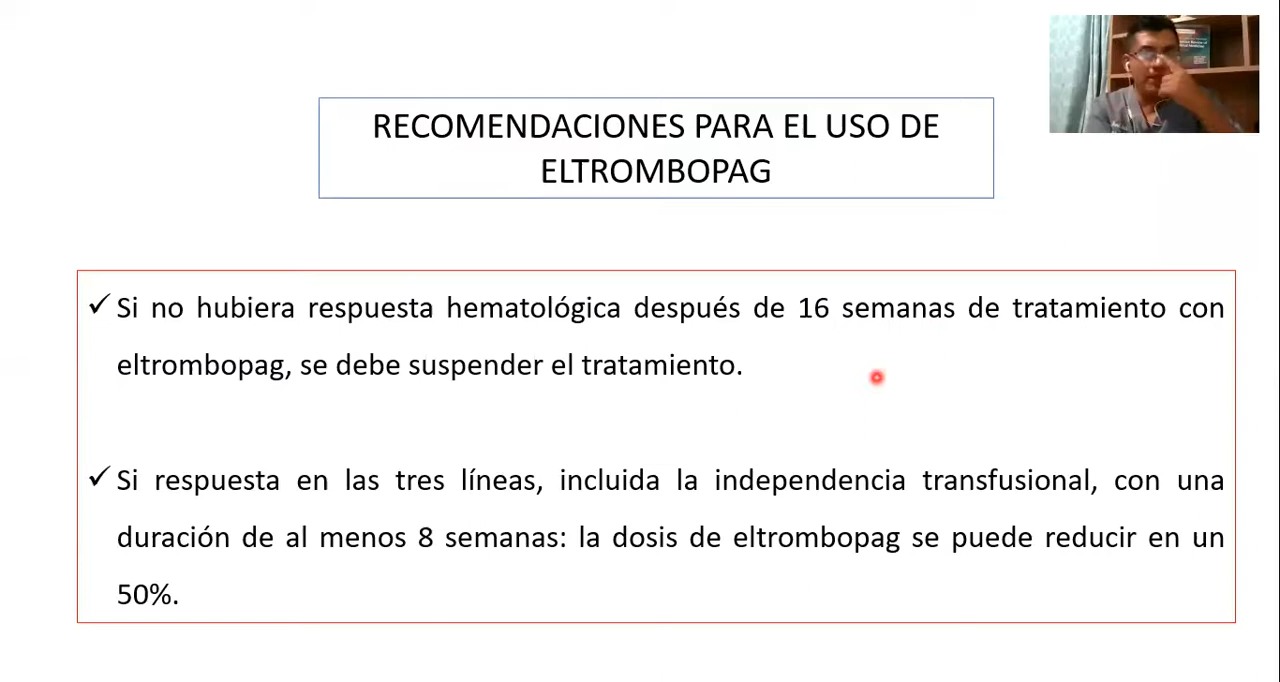 RECOMENDACIONES PARA EL USO DE
ELTROMBOPAG
✓ Si no hubiera respuesta hematológica después de 16 semanas de tratamiento con
eltrombopag, se debe suspender el tratamiento.
✓ Si respuesta en las tres líneas, incluida la independencia transfusional, con una
duración de al menos 8 semanas: la dosis de eltrombopag se puede reducir en un
50%.